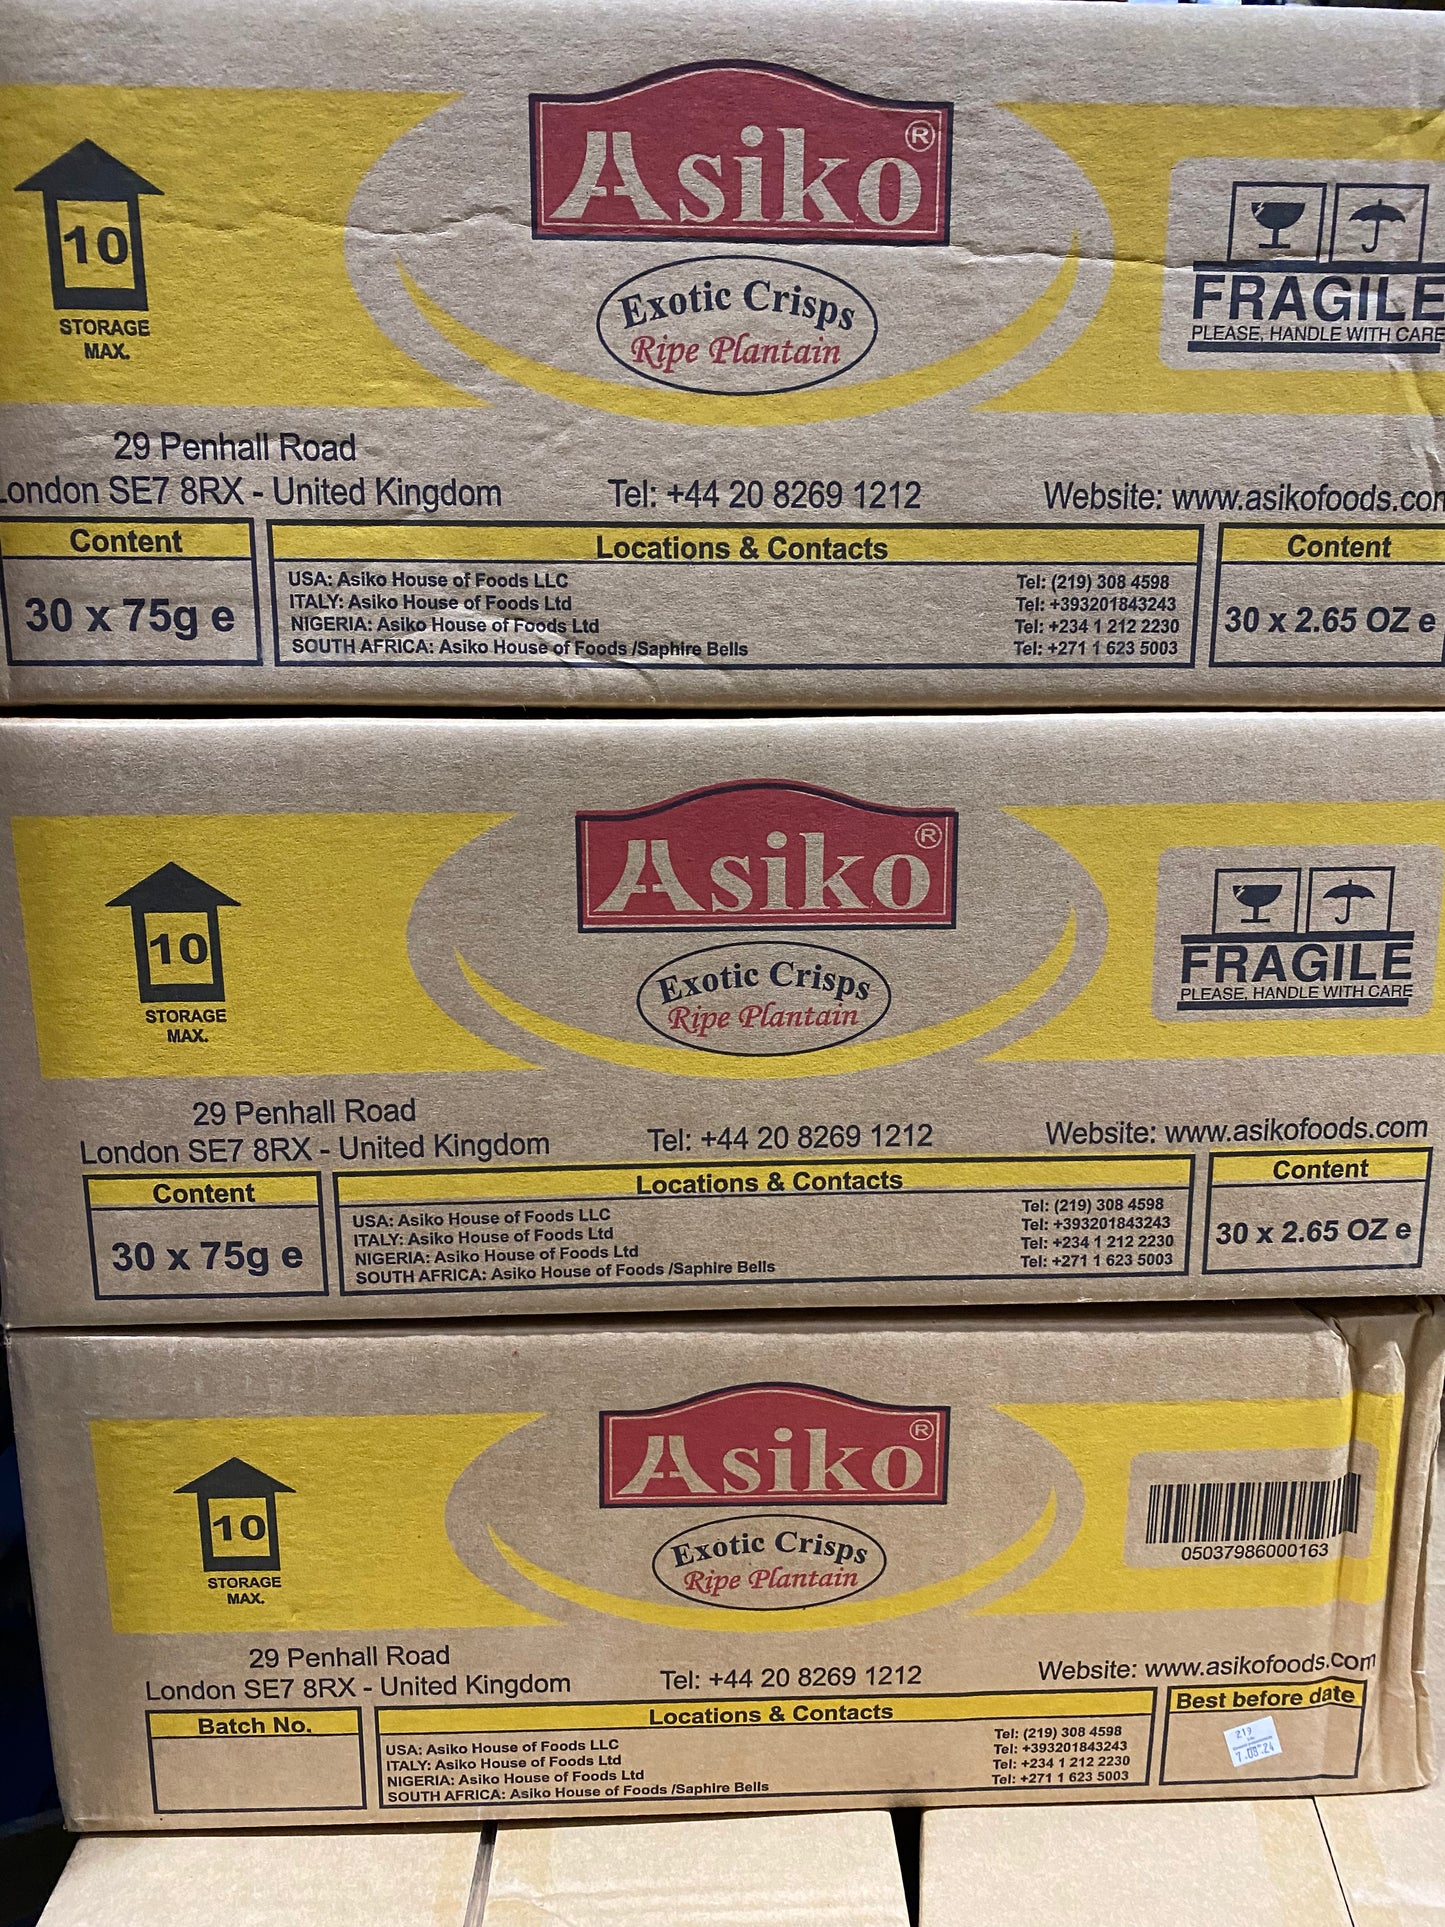 Asiko®
10
STORAGE
MAX.
Exotic Crisps
Ripe Plantain
FRAGILE
PLEASE, HANDLE WITH CARE
29 Penhall Road
London SE7 8RX - United Kingdom
Tel: +44 20 8269 1212
Website: www.asikofoods.com
Content
30 x 75g e
Locations & Contacts
USA: Asiko House of Foods LLC Tel: (219) 308 4598
ITALY: Asiko House of Foods Ltd Tel: +393201843243
NIGERIA: Asiko House of Foods Ltd Tel: +234 1 212 2230
SOUTH AFRICA: Asiko House of Foods /Saphire Bells Tel: +271 1 623 5003
Content
30 x 2.65 OZ e
Asiko®
10
STORAGE
MAX.
Exotic Crisps
Ripe Plantain
FRAGILE
PLEASE, HANDLE WITH CARE
29 Penhall Road
London SE7 8RX - United Kingdom
Tel: +44 20 8269 1212
Website: www.asikofoods.com
Content
30 x 75g e
Locations & Contacts
USA: Asiko House of Foods LLC Tel: (219) 308 4598
ITALY: Asiko House of Foods Ltd Tel: +393201843243
NIGERIA: Asiko House of Foods Ltd Tel: +234 1 212 2230
SOUTH AFRICA: Asiko House of Foods /Saphire Bells Tel: +271 1 623 5003
Content
30 x 2.65 OZ e
Asiko®
10
STORAGE
MAX.
Exotic Crisps
Ripe Plantain
05037986000163
29 Penhall Road
London SE7 8RX - United Kingdom
Tel: +44 20 8269 1212
Website: www.asikofoods.com
Batch No.
Locations & Contacts
USA: Asiko House of Foods LLC Tel: (219) 308 4598
ITALY: Asiko House of Foods Ltd Tel: +393201843243
NIGERIA: Asiko House of Foods Ltd Tel: +234 1 212 2230
SOUTH AFRICA: Asiko House of Foods /Saphire Bells Tel: +271 1 623 5003
Best before date
219
7.08.24